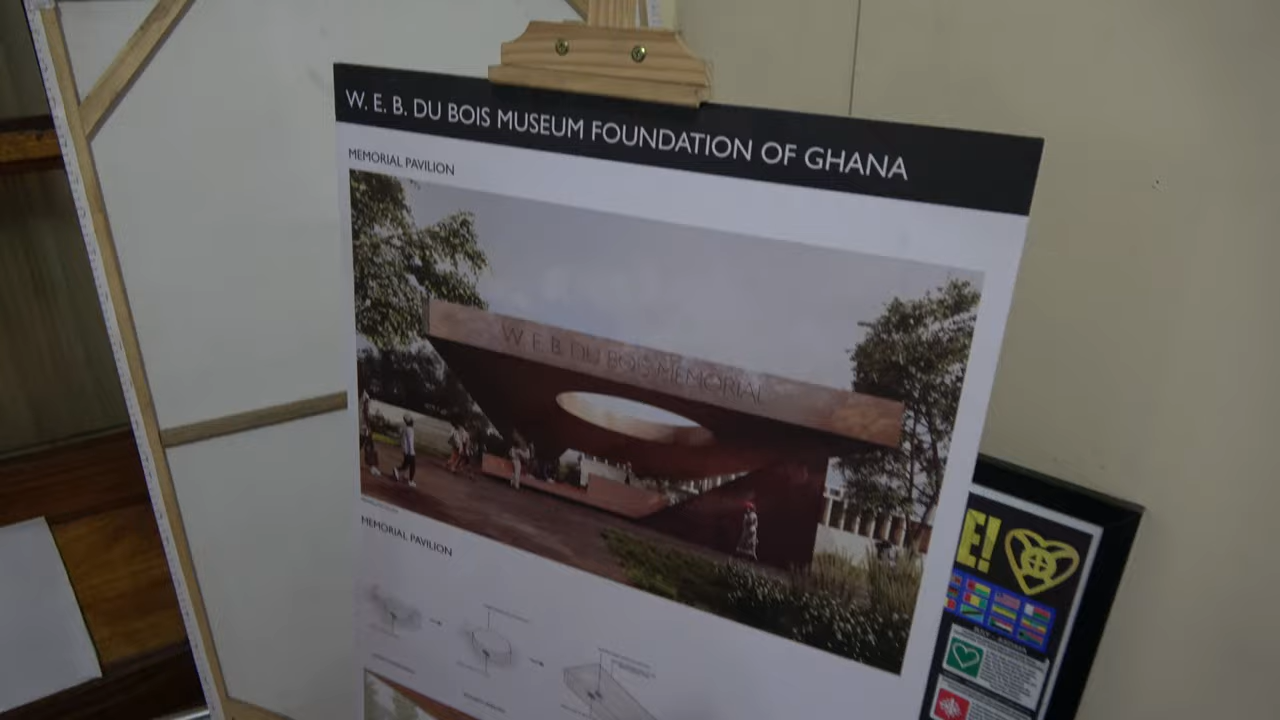 W. E. B. DU BOIS MUSEUM FOUNDATION OF GHANA
MEMORIAL PAVILION
W. E. B. DU BOIS MEMORIAL
MEMORIAL PAVILION
E!